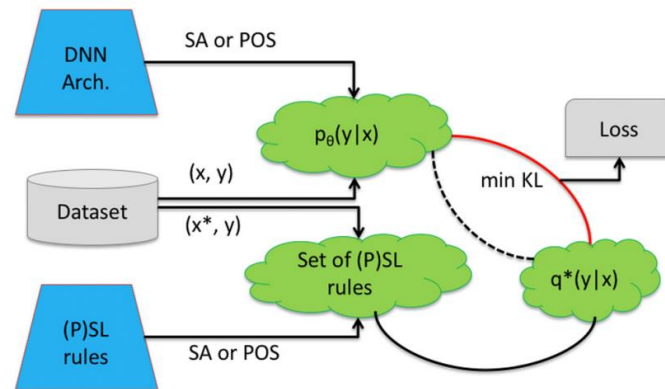 DNN
Arch.
SA or POS
pθ(y|x)
Loss
(x, y)
min KL
Dataset
(x*, y)
Set of (P)SL
rules
q*(y|x)
(P)SL
rules
SA or POS